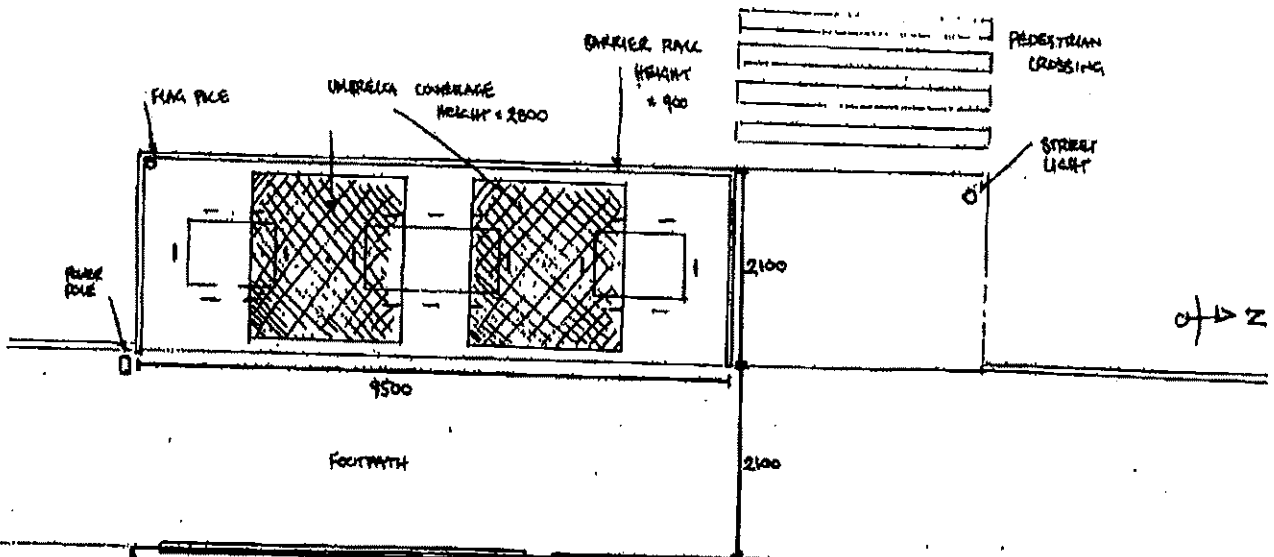 PEDESTRIAN
CROSSING
BARRIER RAIL
HEIGHT
= 900
FLAG POLE
UMBRELLA COVERAGE
HEIGHT = 2800
STREET
LIGHT
POWER
POLE
2100
N
9500
FOOTPATH
2100